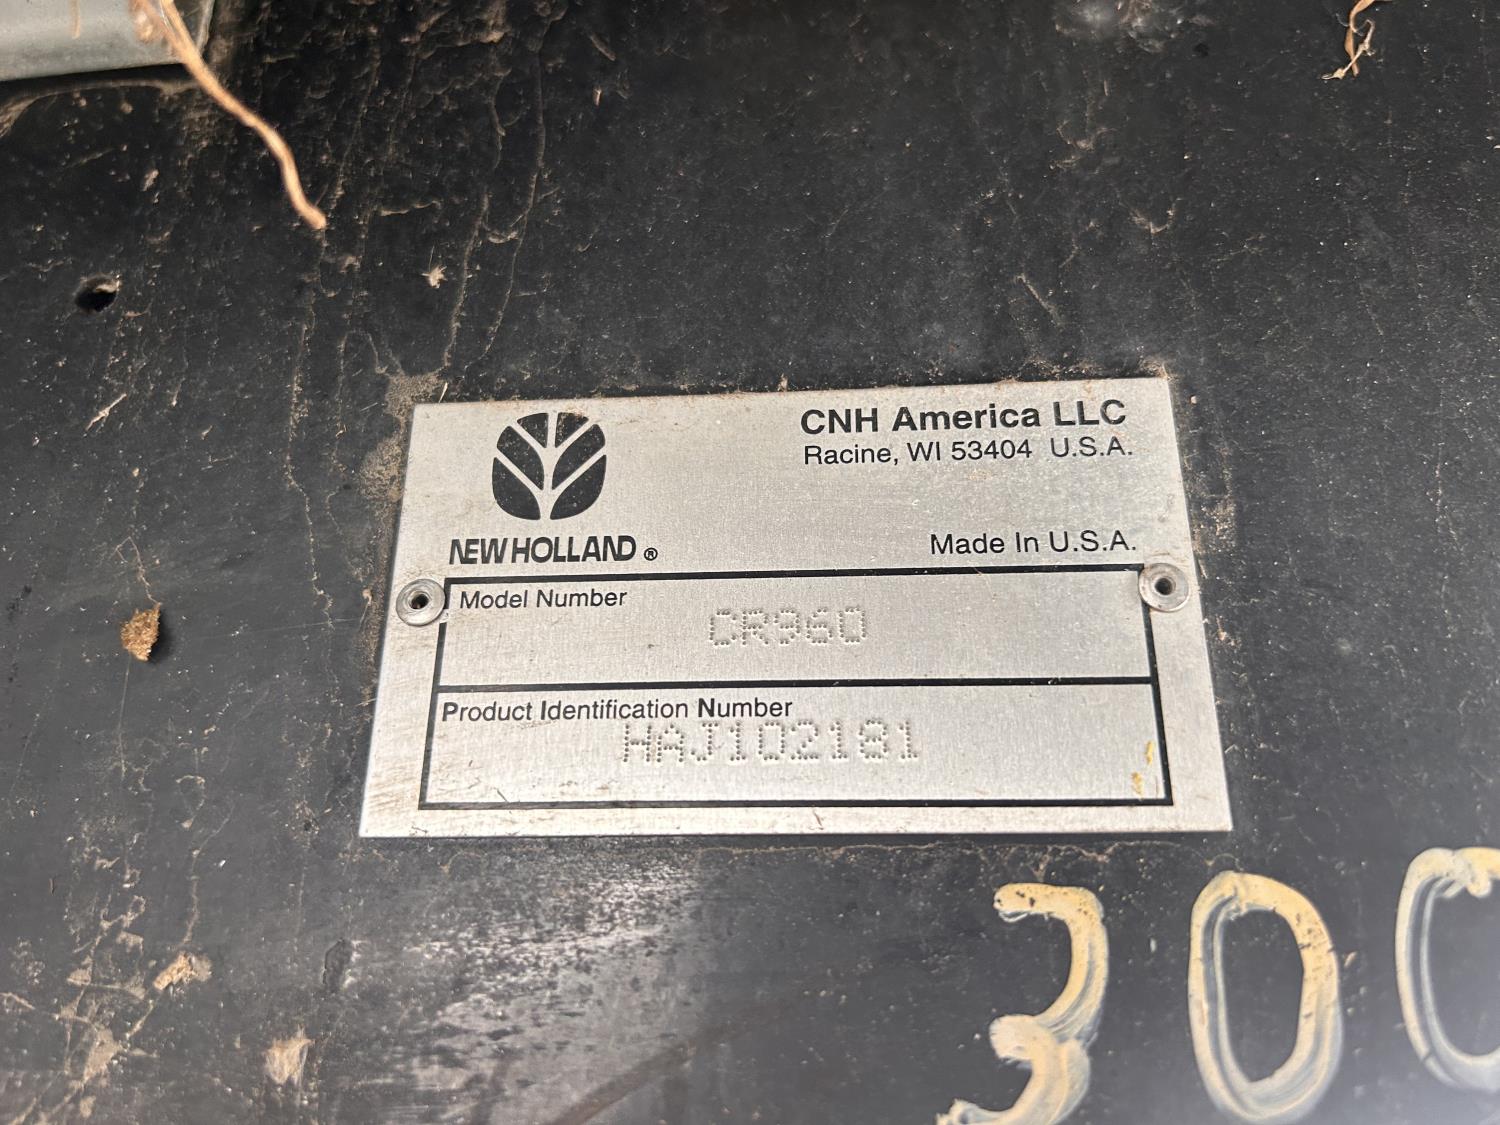 CNH America LLC
Racine, WI 53404 U.S.A.
NEW HOLLAND ®
Made In U.S.A.
Model Number
CR960
Product Identification Number
HAJ102181
300